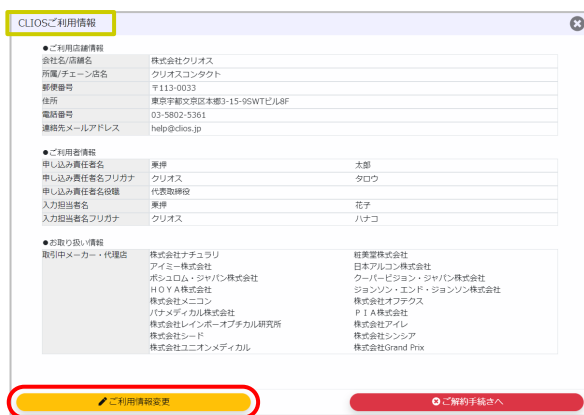 CLIOSご利用情報
●ご利用店舗情報
会社名/店舗名 株式会社クリオス
所属/チェーン店名 クリオスコンタクト
郵便番号 〒113-0033
住所 東京宇都文京区本郷3-15-9SWTビル8F
電話番号 03-5802-5361
連絡先メールアドレス help@clios.jp
●ご利用者情報
申し込み責任者名 栗押 太郎
申し込み責任者名フリガナ クリオス タロウ
申し込み責任者名役職 代表取締役
入力担当者名 栗押 花子
入力担当者名フリガナ クリオス ハナコ
●お取り扱い情報
取引中メーカー・代理店 株式会社ナチュラリ 粧美堂株式会社
アイミー株式会社 日本アルコン株式会社
ボシュロム・ジャパン株式会社 クーパービジョン・ジャパン株式会社
HOYA株式会社 ジョンソン・エンド・ジョンソン株式会社
株式会社メニコン 株式会社オフテクス
パナメディカル株式会社 PIA株式会社
株式会社レインボーオプチカル研究所 株式会社アイレ
株式会社シード 株式会社シンシア
株式会社ユニオンメディカル 株式会社Grand Prix
ご利用情報変更 ご解約手続きへ